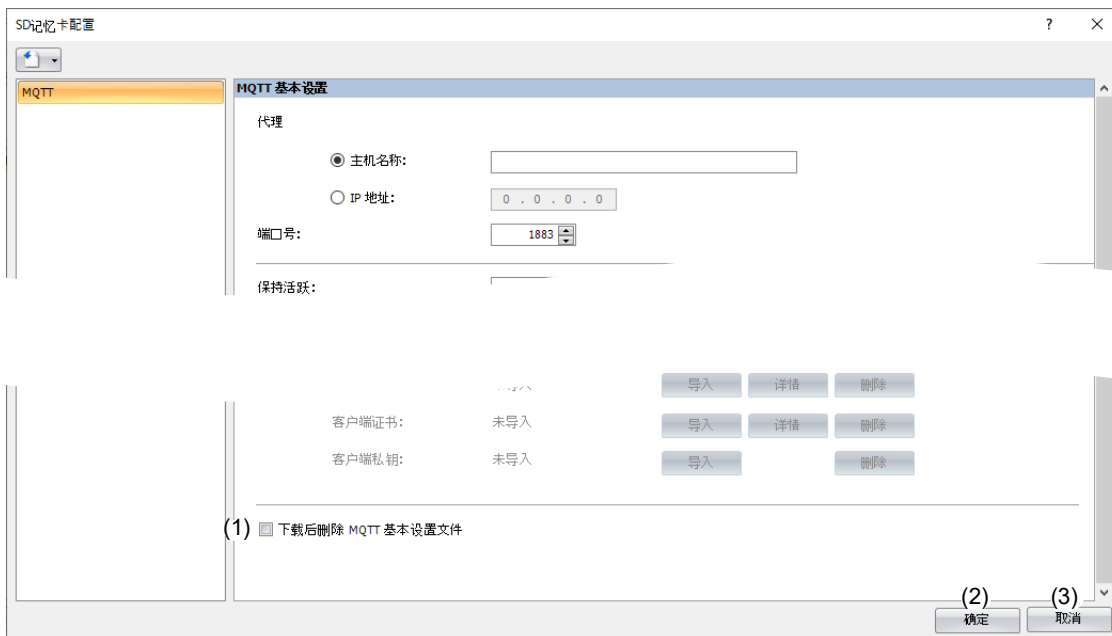 SD记忆卡配置
MQTT
MQTT 基本设置
代理
主机名称:
IP 地址:
0 . 0 . 0 . 0
端口号:
1883
保持活跃:
导入 详情 删除
客户端证书: 未导入 导入 详情 删除
客户端私钥: 未导入 导入 删除
(1) 下载后删除 MQTT 基本设置文件
(2) (3)
确定 取消